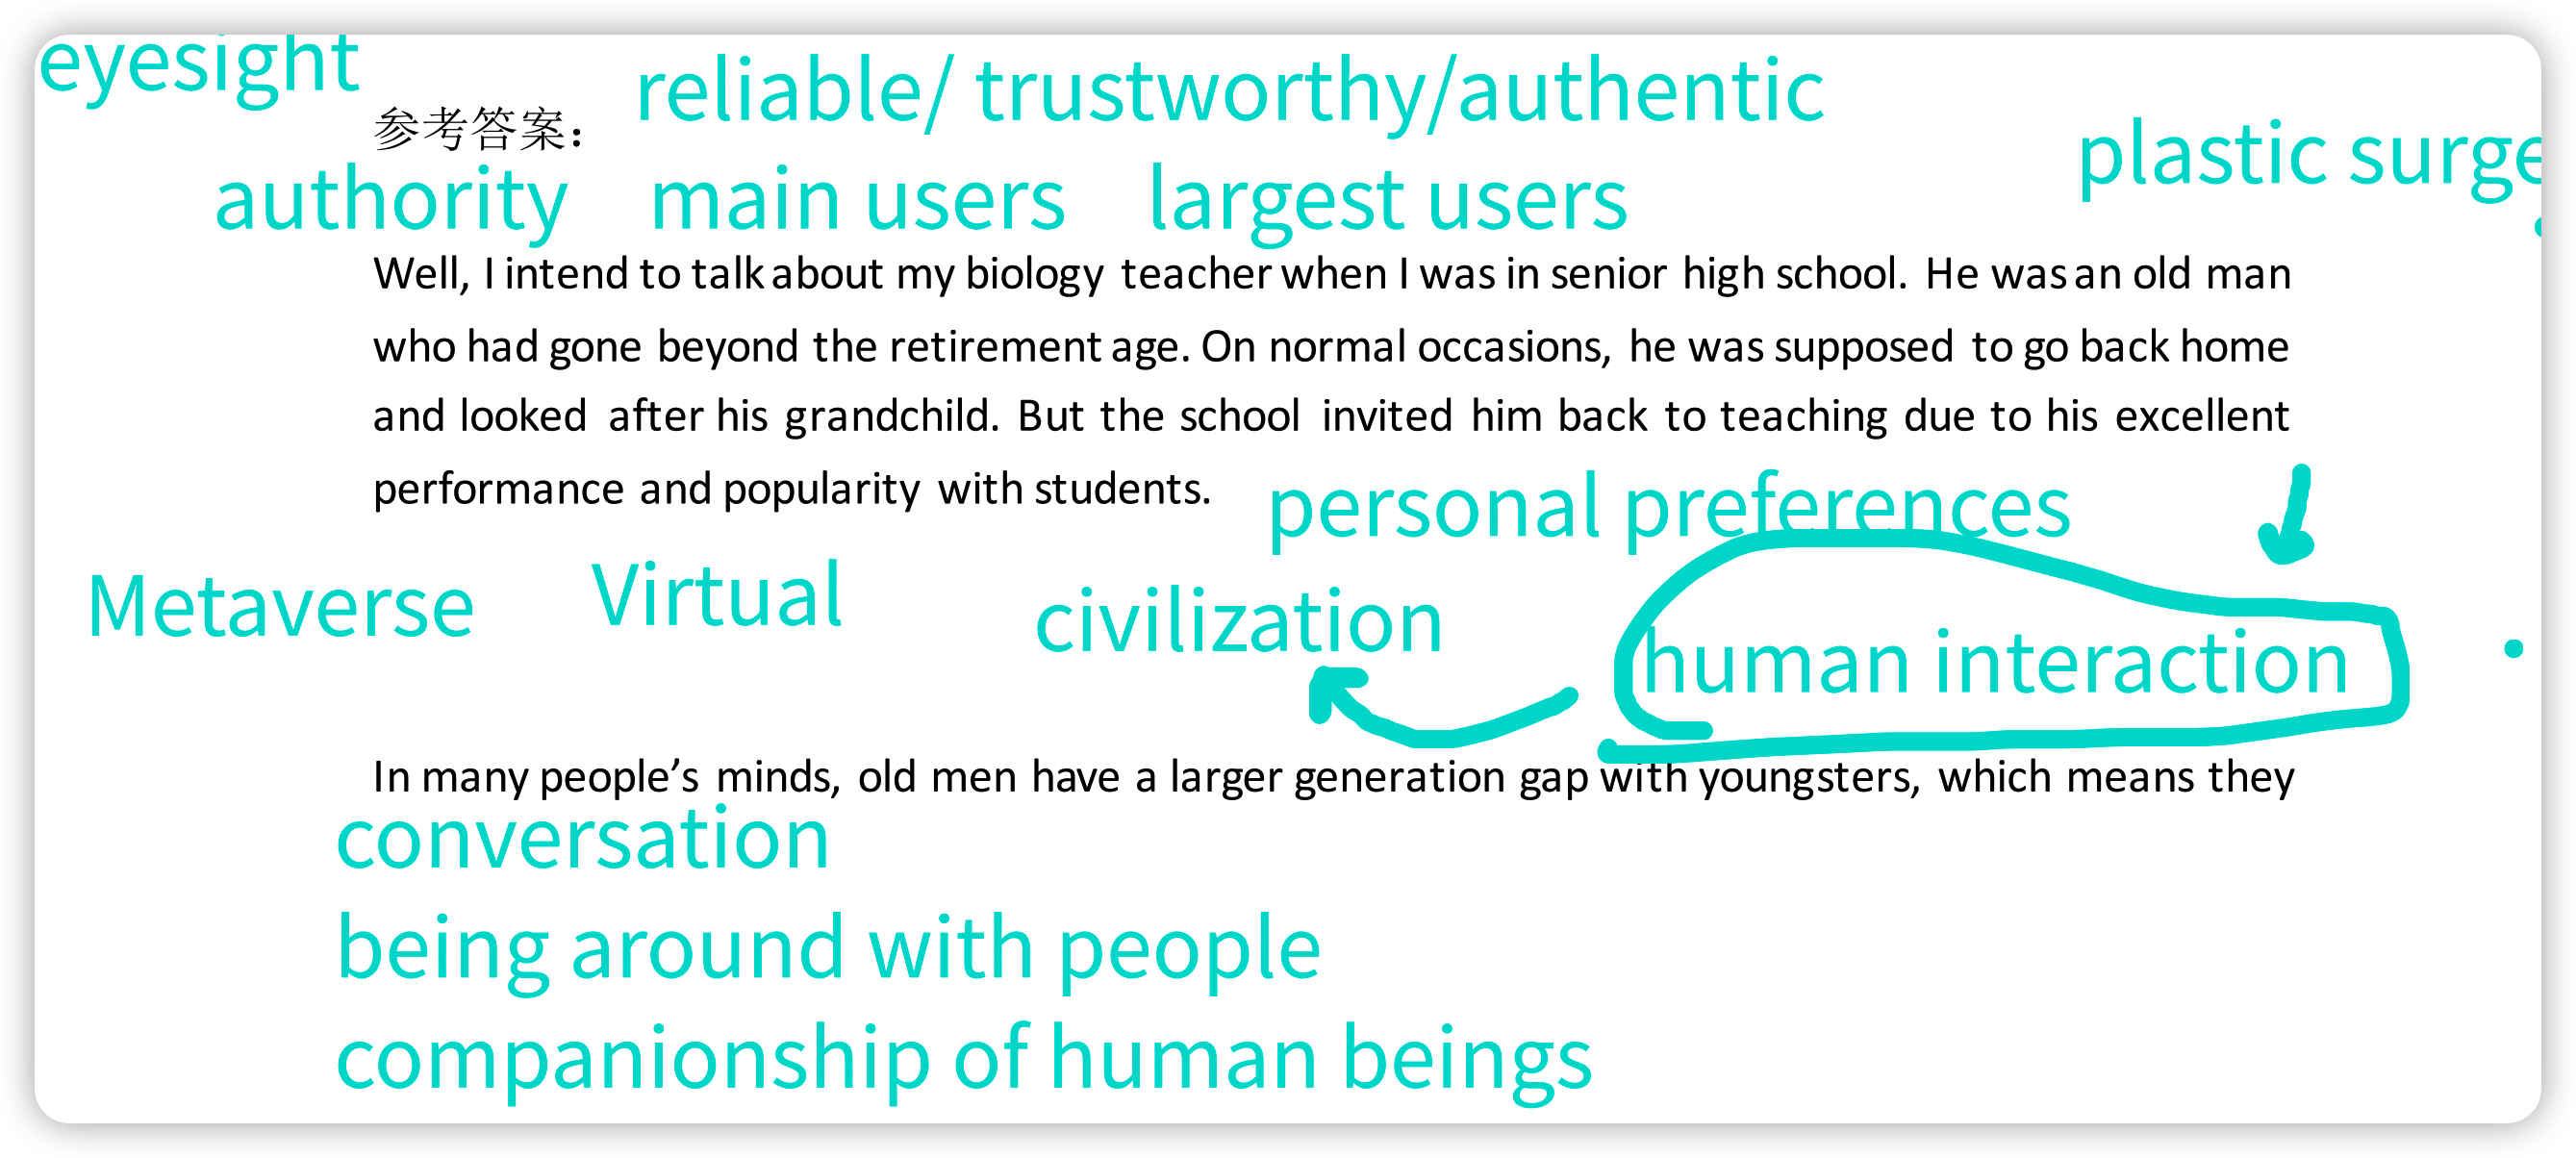 eyesight
reliable/ trustworthy/authentic
参考答案：
plastic surge
authority main users largest users
Well, I intend to talk about my biology teacher when I was in senior high school. He was an old man
who had gone beyond the retirement age. On normal occasions, he was supposed to go back home
and looked after his grandchild. But the school invited him back to teaching due to his excellent
performance and popularity with students.
personal preferences
Metaverse Virtual civilization
human interaction
In many people’s minds, old men have a larger generation gap with youngsters, which means they
conversation
being around with people
companionship of human beings